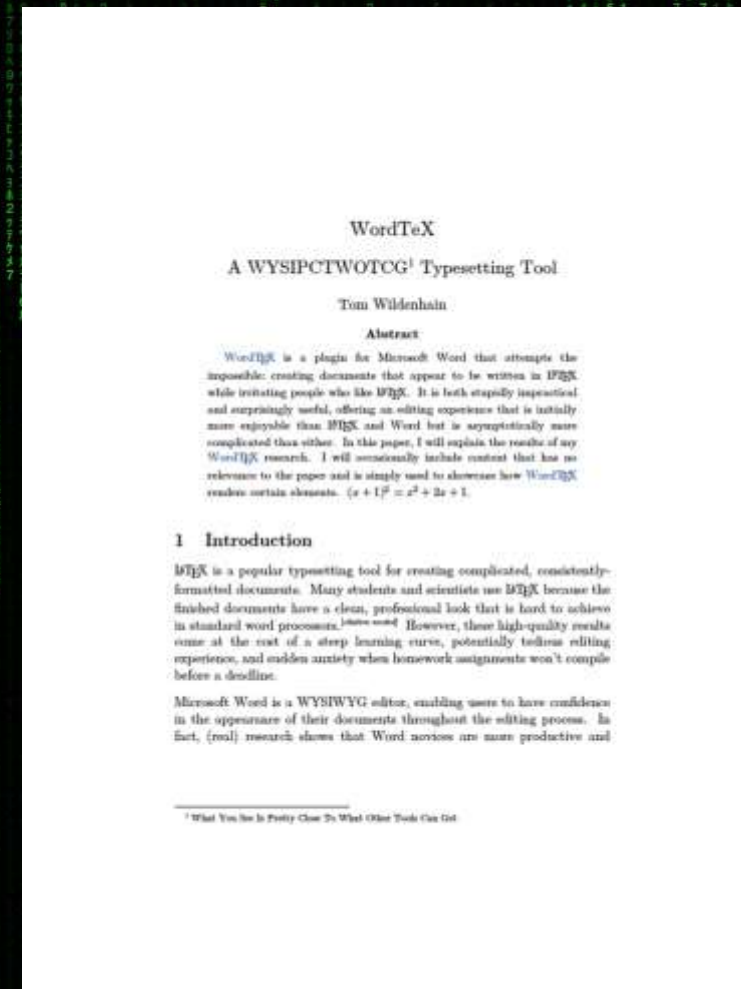 WordTeX
A WYSIPCTWOTCG¹ Typesetting Tool
Tom Wildenhain
Abstract
WordTeX is a plugin for Microsoft Word that attempts the
impossible: creating documents that appear to be written in LaTeX
while irritating people who like LaTeX. It is both stupidly impractical
and surprisingly useful, offering an editing experience that is initially
more enjoyable than LaTeX and Word but is asymptotically more
complicated than either. In this paper, I will explain the results of my
WordTeX research. I will occasionally include content that has no
relevance to the paper and is simply used to showcase how WordTeX
renders certain elements. (x + 1)² = x² + 2x + 1.
1 Introduction
LaTeX is a popular typesetting tool for creating complicated, consistently-
formatted documents. Many students and scientists use LaTeX because the
finished documents have a clean, professional look that is hard to achieve
in standard word processors.[citation needed] However, these high-quality results
come at the cost of a steep learning curve, potentially tedious editing
experience, and sudden anxiety when homework assignments won't compile
before a deadline.
Microsoft Word is a WYSIWYG editor, enabling users to have confidence
in the appearance of their documents throughout the editing process. In
fact, (real) research shows that Word novices are more productive and
¹ What You See Is Pretty Close To What Other Tools Can Get